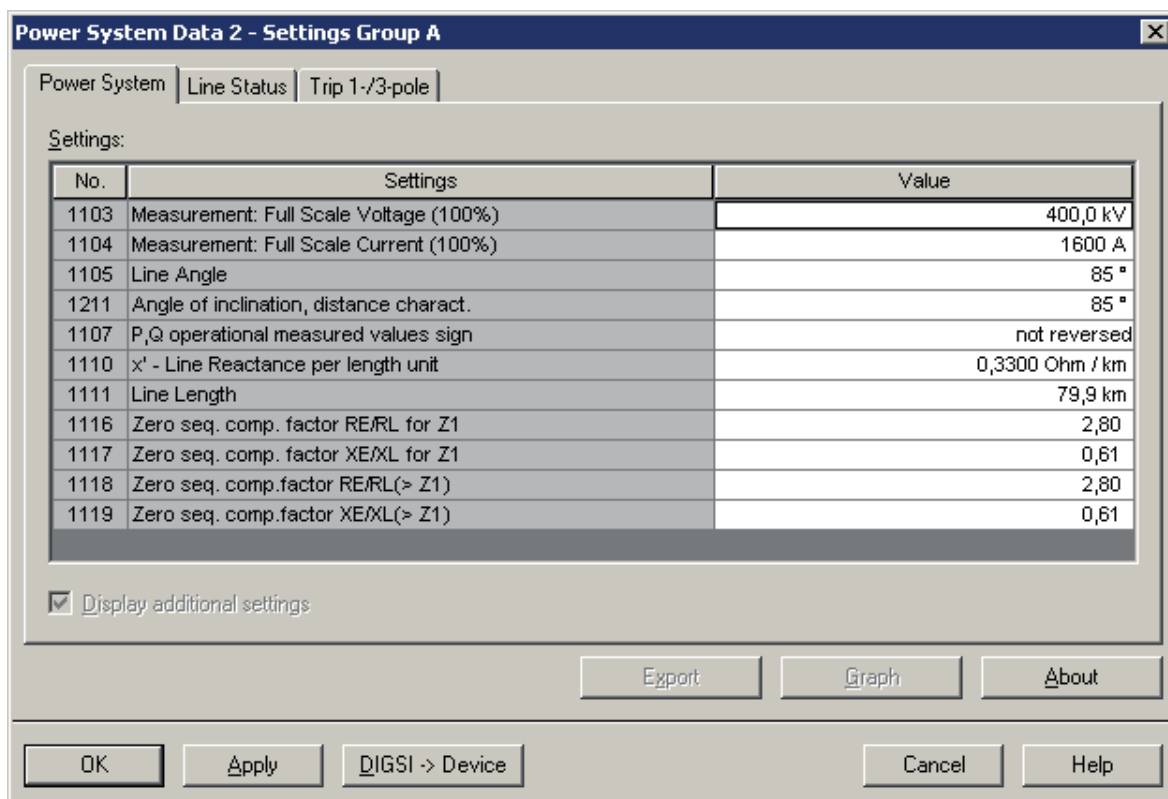 Power System Data 2 - Settings Group A
Power System Line Status Trip 1-/3-pole
Settings:
No. Settings Value
1103 Measurement: Full Scale Voltage (100%) 400,0 kV
1104 Measurement: Full Scale Current (100%) 1600 A
1105 Line Angle 85 °
1211 Angle of inclination, distance charact. 85 °
1107 P,Q operational measured values sign not reversed
1110 x' - Line Reactance per length unit 0,3300 Ohm / km
1111 Line Length 79,9 km
1116 Zero seq. comp. factor RE/RL for Z1 2,80
1117 Zero seq. comp. factor XE/XL for Z1 0,61
1118 Zero seq. comp.factor RE/RL(> Z1) 2,80
1119 Zero seq. comp.factor XE/XL(> Z1) 0,61
Display additional settings
Export Graph About
OK Apply DIGSI -> Device Cancel Help